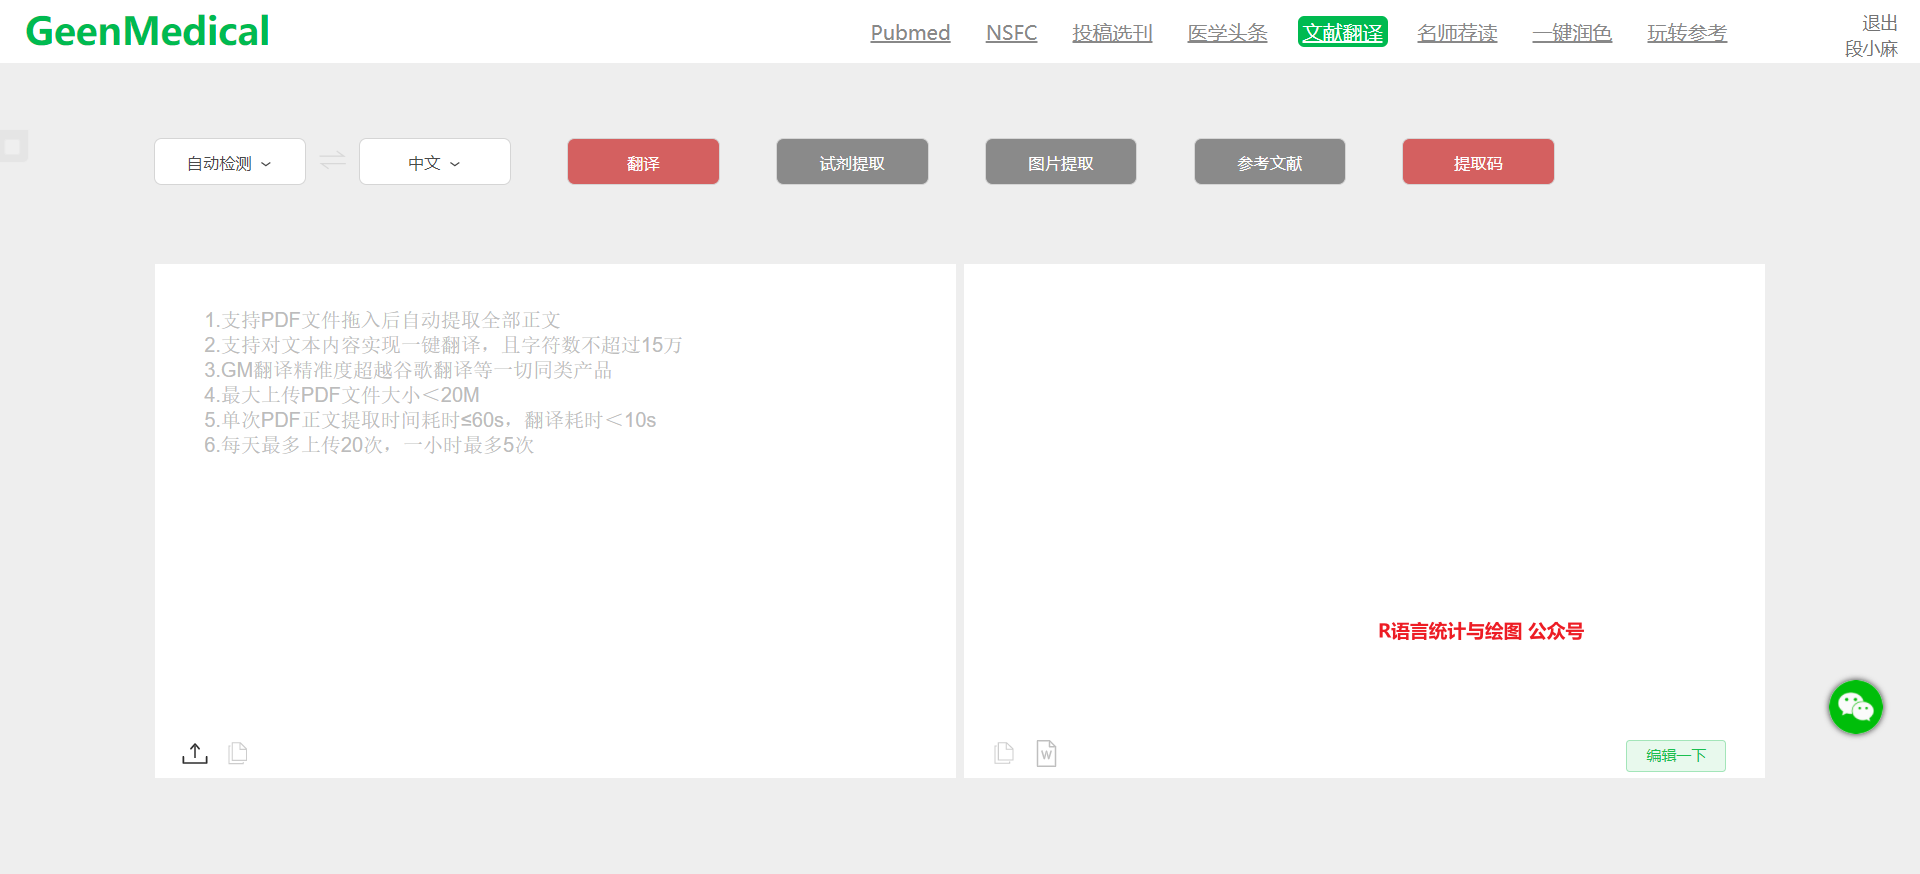 GeenMedical
Pubmed NSFC 投稿选刊 医学头条 文献翻译 名师荐读 一键润色 玩转参考
退出
段小麻
自动检测 中文 翻译 试剂提取 图片提取 参考文献 提取码
1.支持PDF文件拖入后自动提取全部正文
2.支持对文本内容实现一键翻译，且字符数不超过15万
3.GM翻译精准度超越谷歌翻译等一切同类产品
4.最大上传PDF文件大小＜20M
5.单次PDF正文提取时间耗时≤60s，翻译耗时＜10s
6.每天最多上传20次，一小时最多5次
R语言统计与绘图 公众号
W
编辑一下